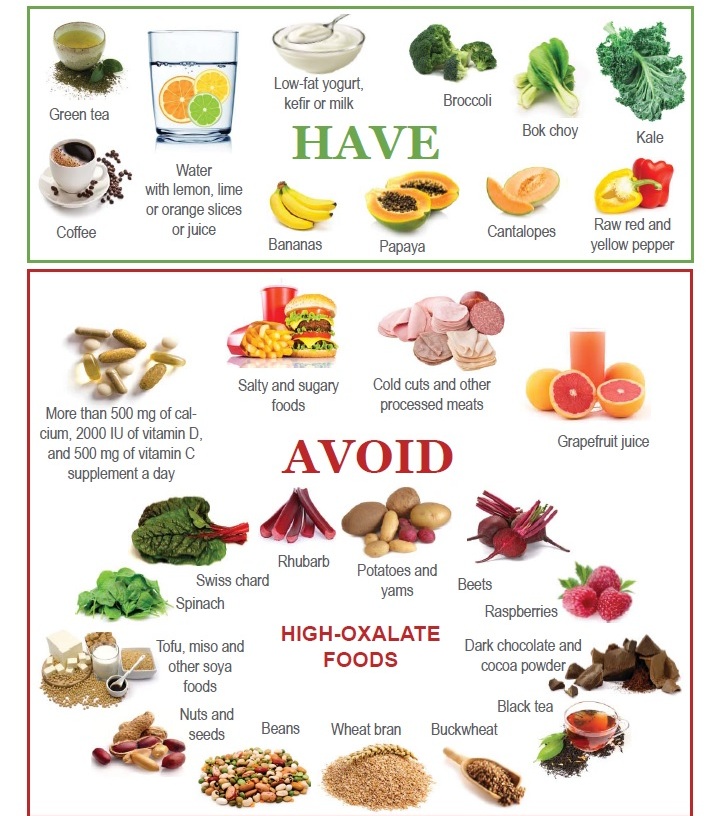 Green tea
Low-fat yogurt,
kefir or milk
Broccoli
Bok choy
Kale
HAVE
Coffee
Water
with lemon, lime
or orange slices
or juice
Bananas
Papaya
Cantalopes
Raw red and
yellow pepper
More than 500 mg of cal-
cium, 2000 IU of vitamin D,
and 500 mg of vitamin C
supplement a day
Salty and sugary
foods
Cold cuts and other
processed meats
Grapefruit juice
AVOID
Swiss chard
Rhubarb
Potatoes and
yams
Beets
Spinach
Raspberries
HIGH-OXALATE
FOODS
Tofu, miso and
other soya
foods
Dark chocolate and
cocoa powder
Black tea
Nuts and
seeds
Beans
Wheat bran
Buckwheat